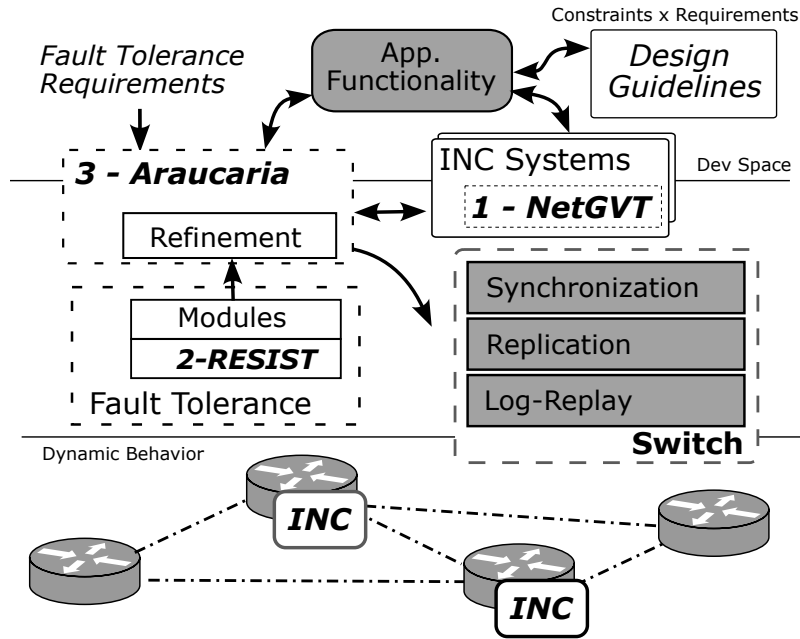 Constraints x Requirements
Fault Tolerance
Requirements
App.
Functionality
Design
Guidelines
3 - Araucaria
INC Systems
Dev Space
1 - NetGVT
Refinement
Synchronization
Modules
Replication
2-RESIST
Fault Tolerance
Log-Replay
Switch
Dynamic Behavior
INC
INC